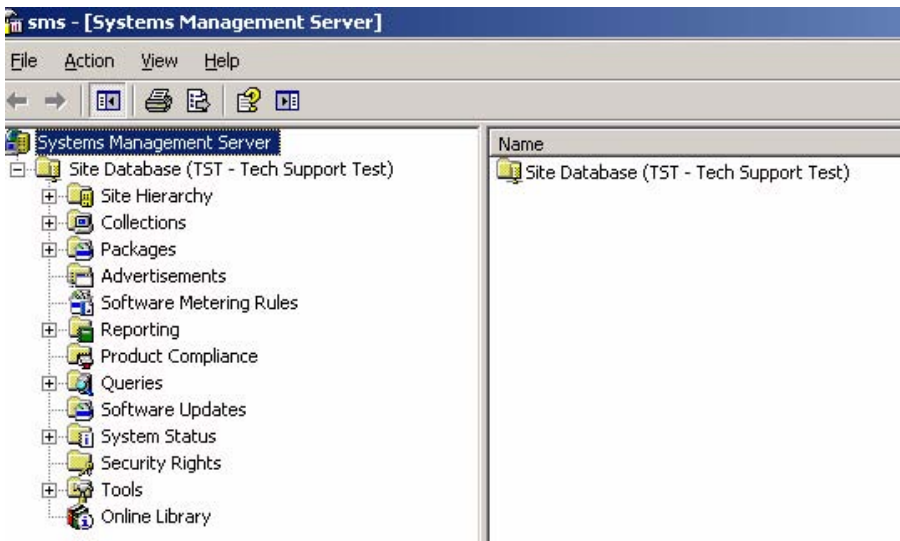 sms - [Systems Management Server]
File Action View Help
Systems Management Server
Site Database (TST - Tech Support Test)
Site Hierarchy
Collections
Packages
Advertisements
Software Metering Rules
Reporting
Product Compliance
Queries
Software Updates
System Status
Security Rights
Tools
Online Library
Name
Site Database (TST - Tech Support Test)